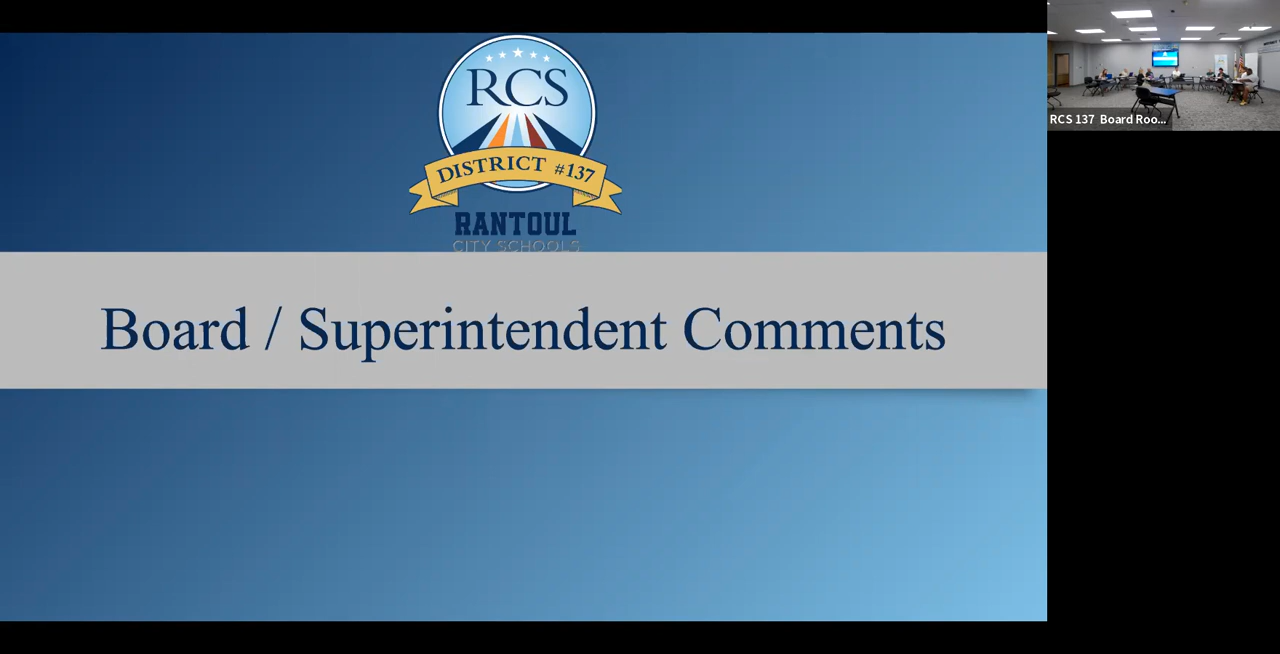 RCS
DISTRICT #137
RANTOUL
CITY SCHOOLS
Board / Superintendent Comments
RCS 137 Board Roo...